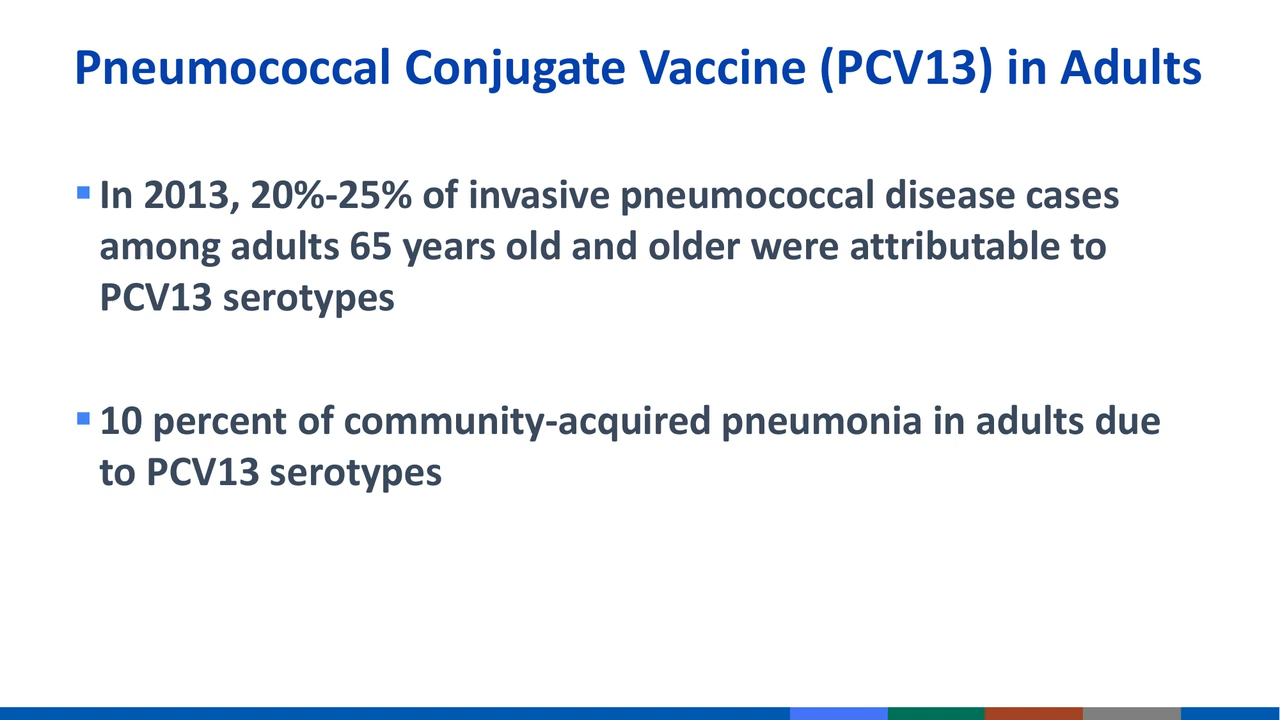 Pneumococcal Conjugate Vaccine (PCV13) in Adults
In 2013, 20%-25% of invasive pneumococcal disease cases
among adults 65 years old and older were attributable to
PCV13 serotypes
10 percent of community-acquired pneumonia in adults due
to PCV13 serotypes